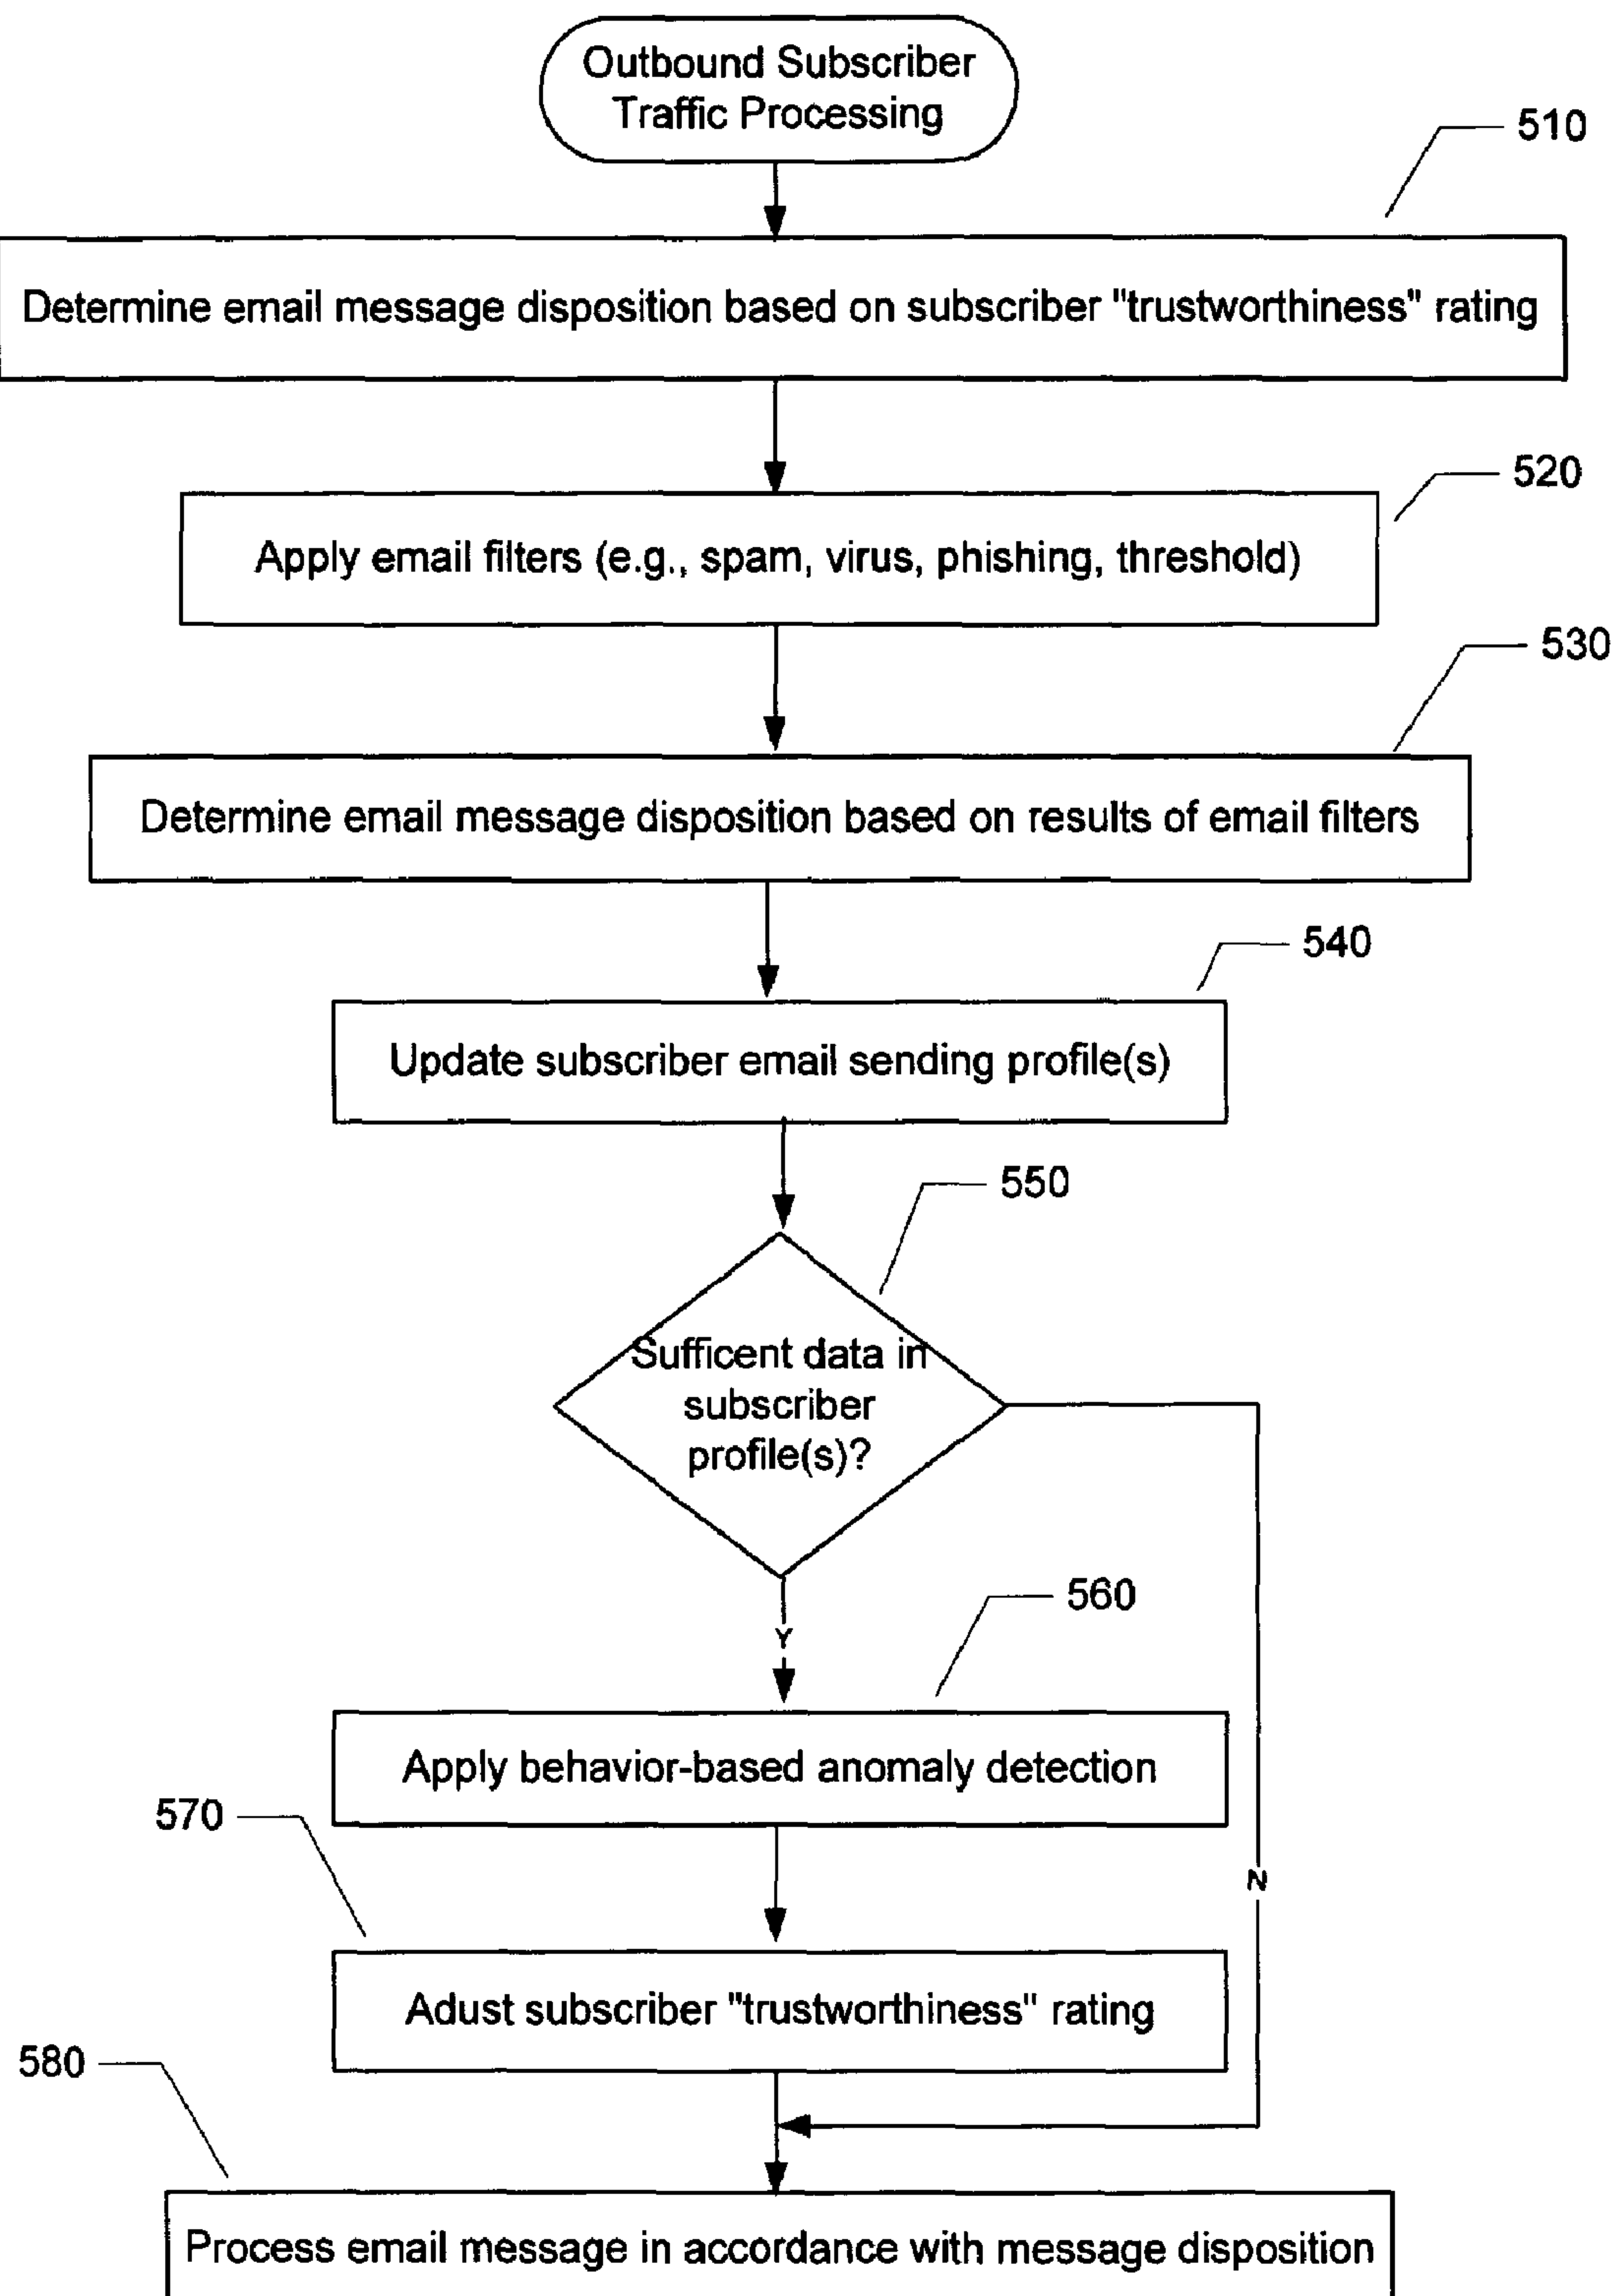 Outbound Subscriber
Traffic Processing
510
Determine email message disposition based on subscriber "trustworthiness" rating
520
Apply email filters (e.g., spam, virus, phishing, threshold)
530
Determine email message disposition based on results of email filters
540
Update subscriber email sending profile(s)
550
Sufficent data in
subscriber
profile(s)?
Y
560
Apply behavior-based anomaly detection
570
N
Adust subscriber "trustworthiness" rating
580
Process email message in accordance with message disposition